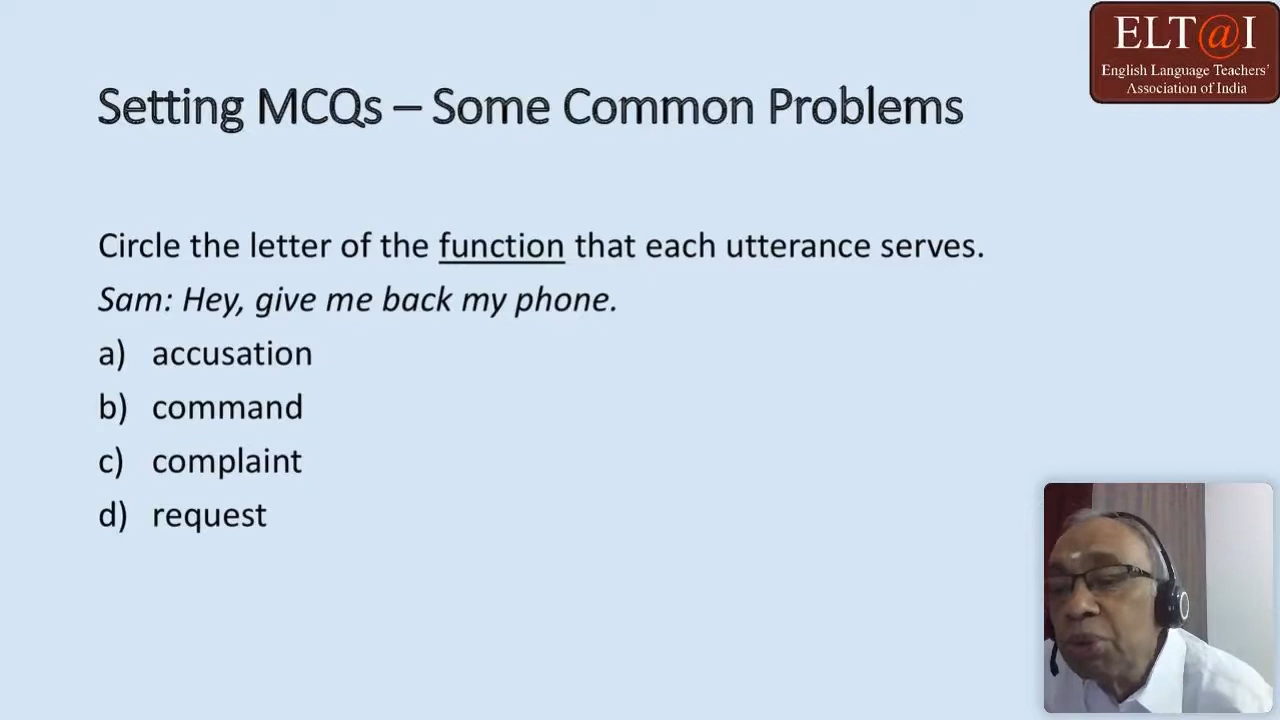 ELT@I
English Language Teachers'
Association of India
Setting MCQs – Some Common Problems
Circle the letter of the function that each utterance serves.
Sam: Hey, give me back my phone.
a) accusation
b) command
c) complaint
d) request